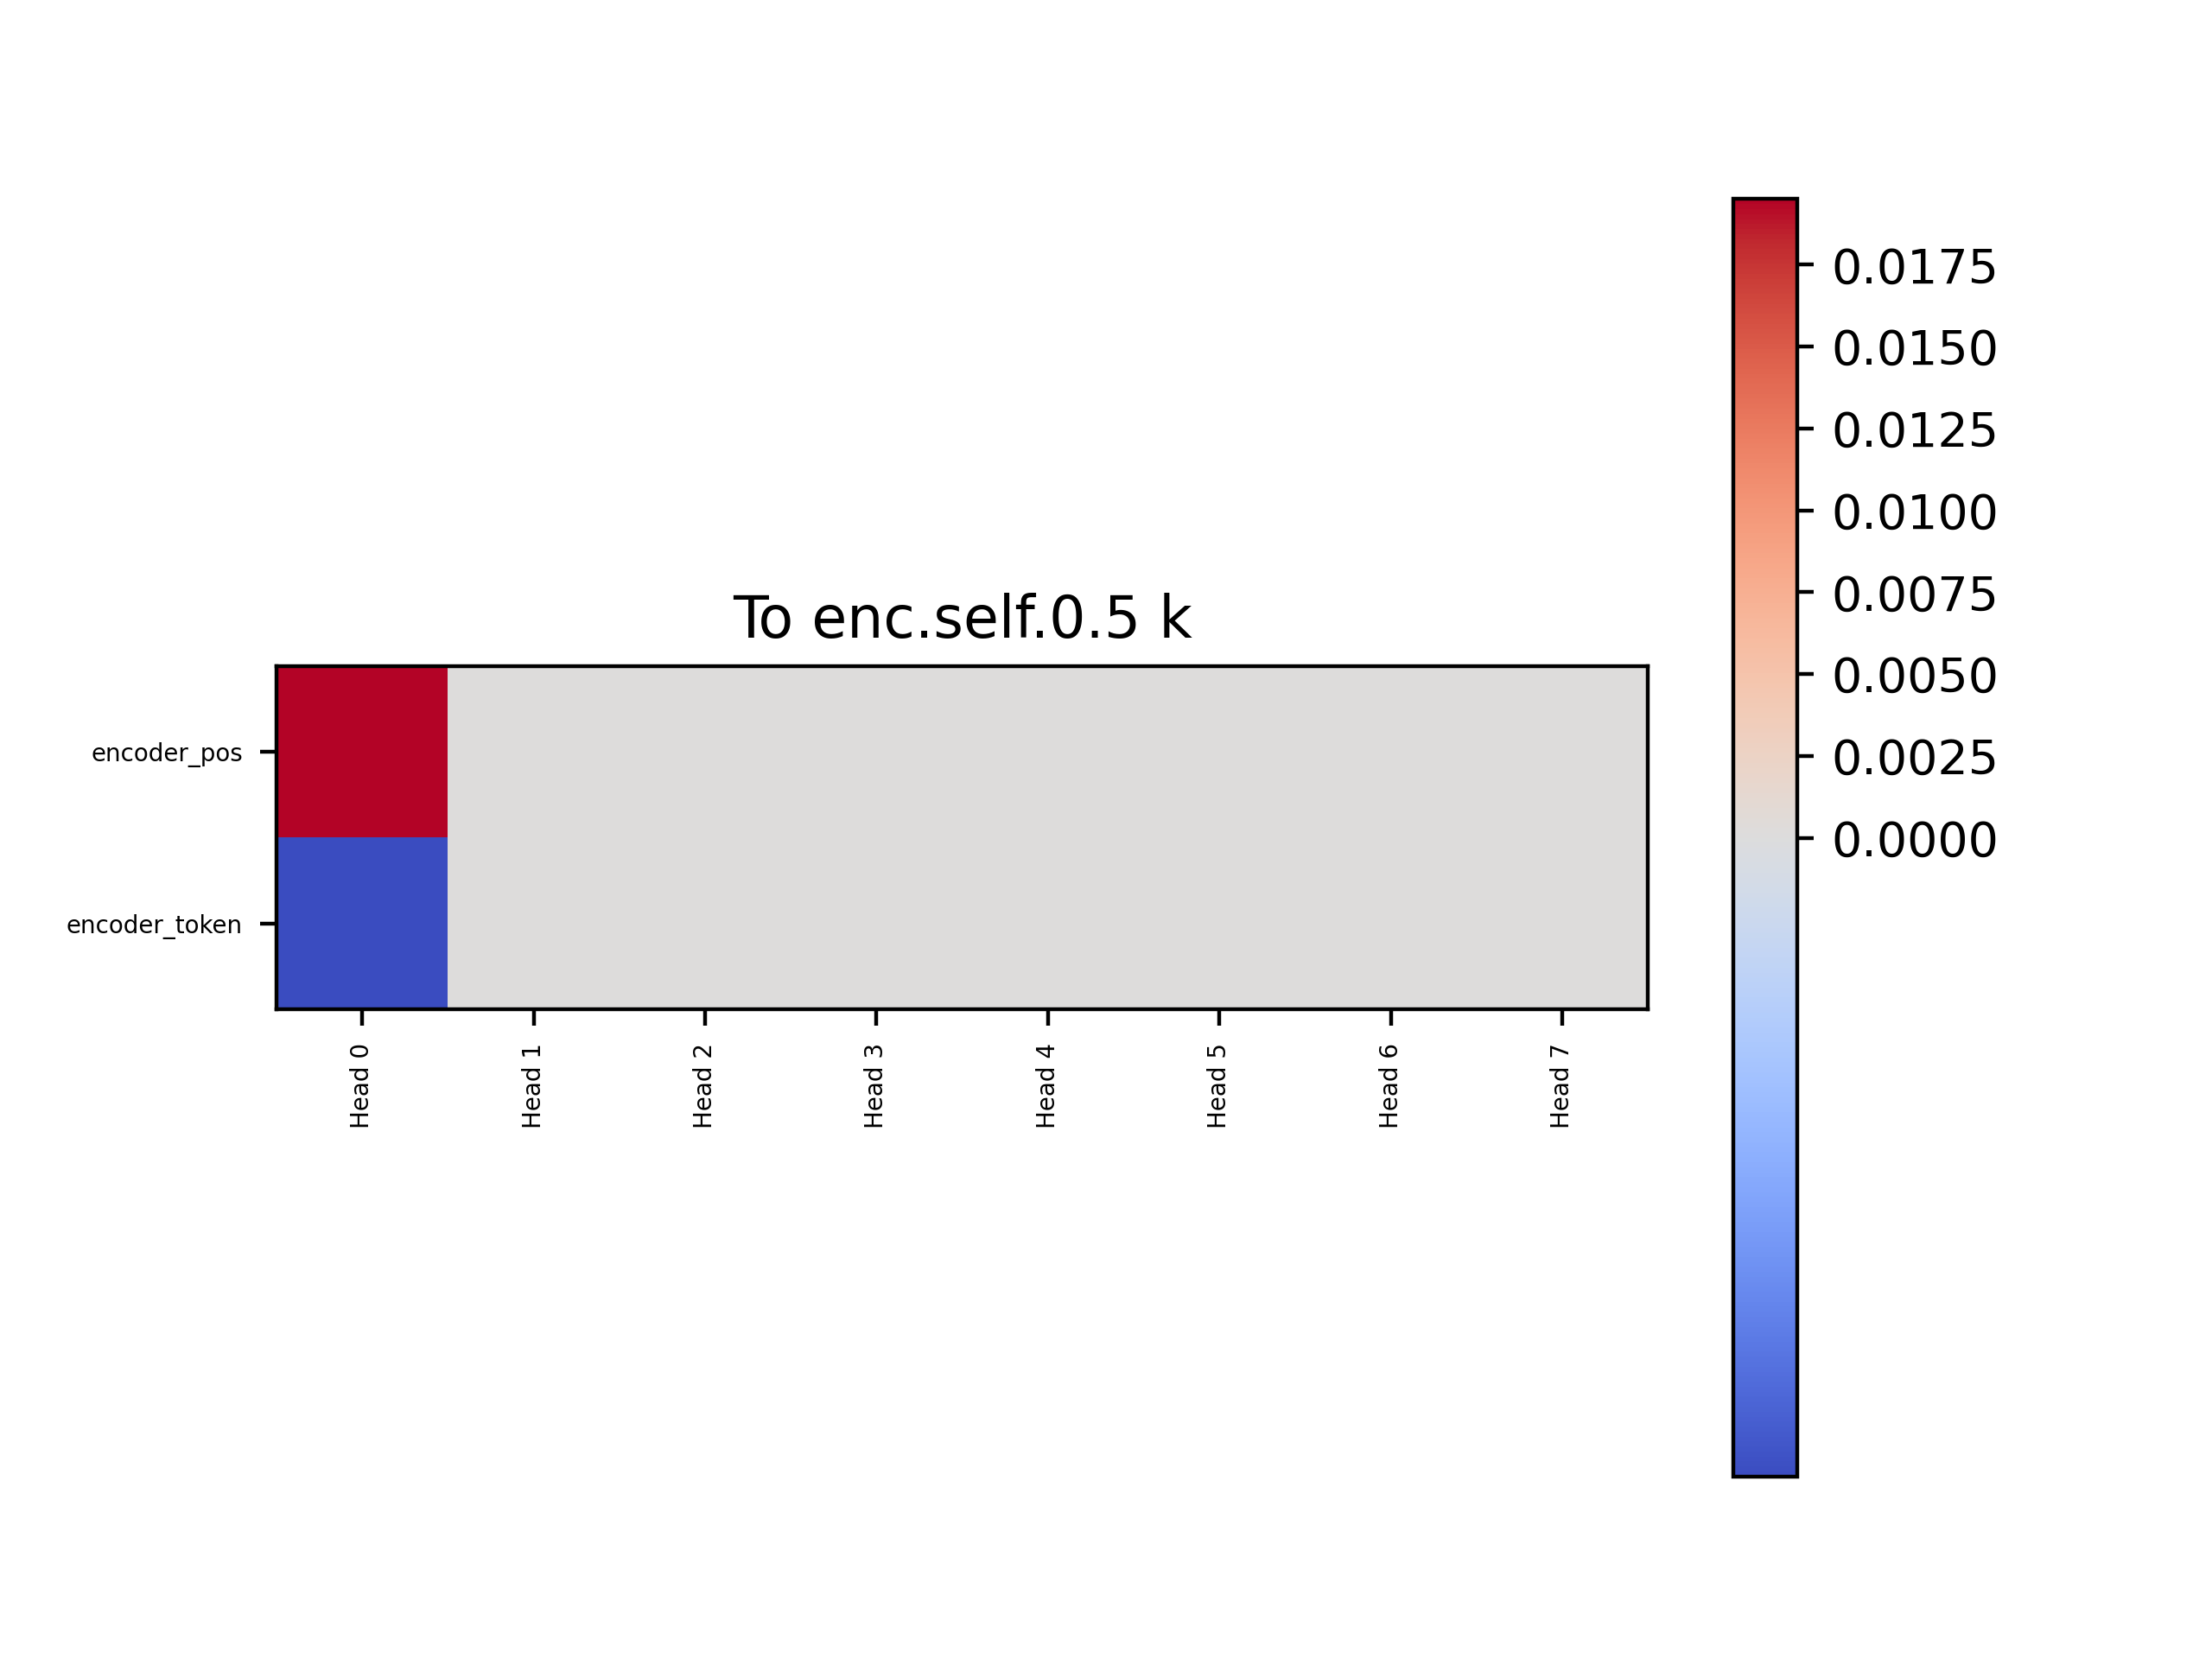 To enc.self.0.5 k
encoder_pos
encoder_token
Head 0
Head 1
Head 2
Head 3
Head 4
Head 5
Head 6
Head 7
0.0175
0.0150
0.0125
0.0100
0.0075
0.0050
0.0025
0.0000